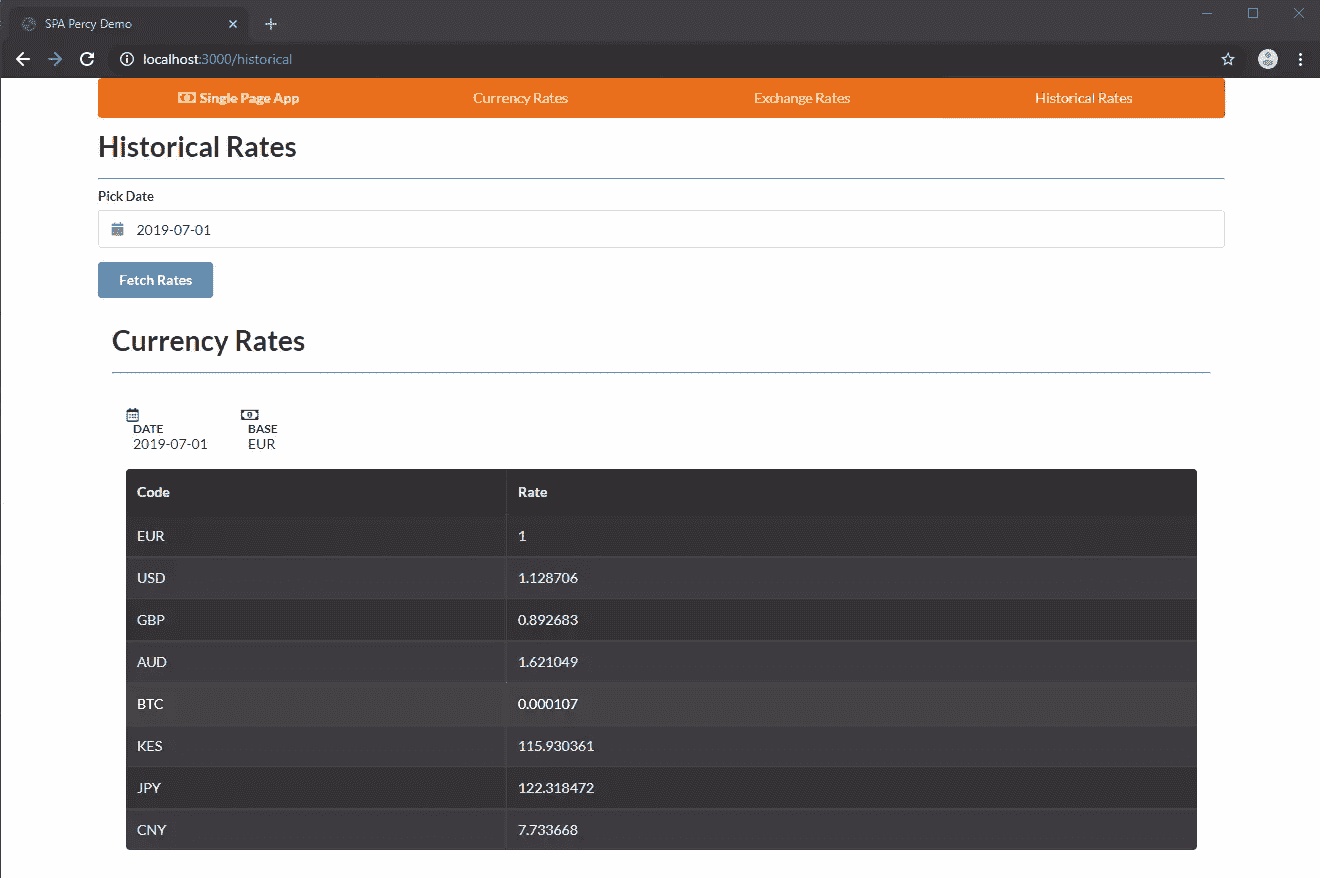 SPA Percy Demo
localhost:3000/historical
Single Page App Currency Rates Exchange Rates Historical Rates
Historical Rates
Pick Date
2019-07-01
Fetch Rates
Currency Rates
DATE BASE
2019-07-01 EUR
Code Rate
EUR 1
USD 1.128706
GBP 0.892683
AUD 1.621049
BTC 0.000107
KES 115.930361
JPY 122.318472
CNY 7.733668